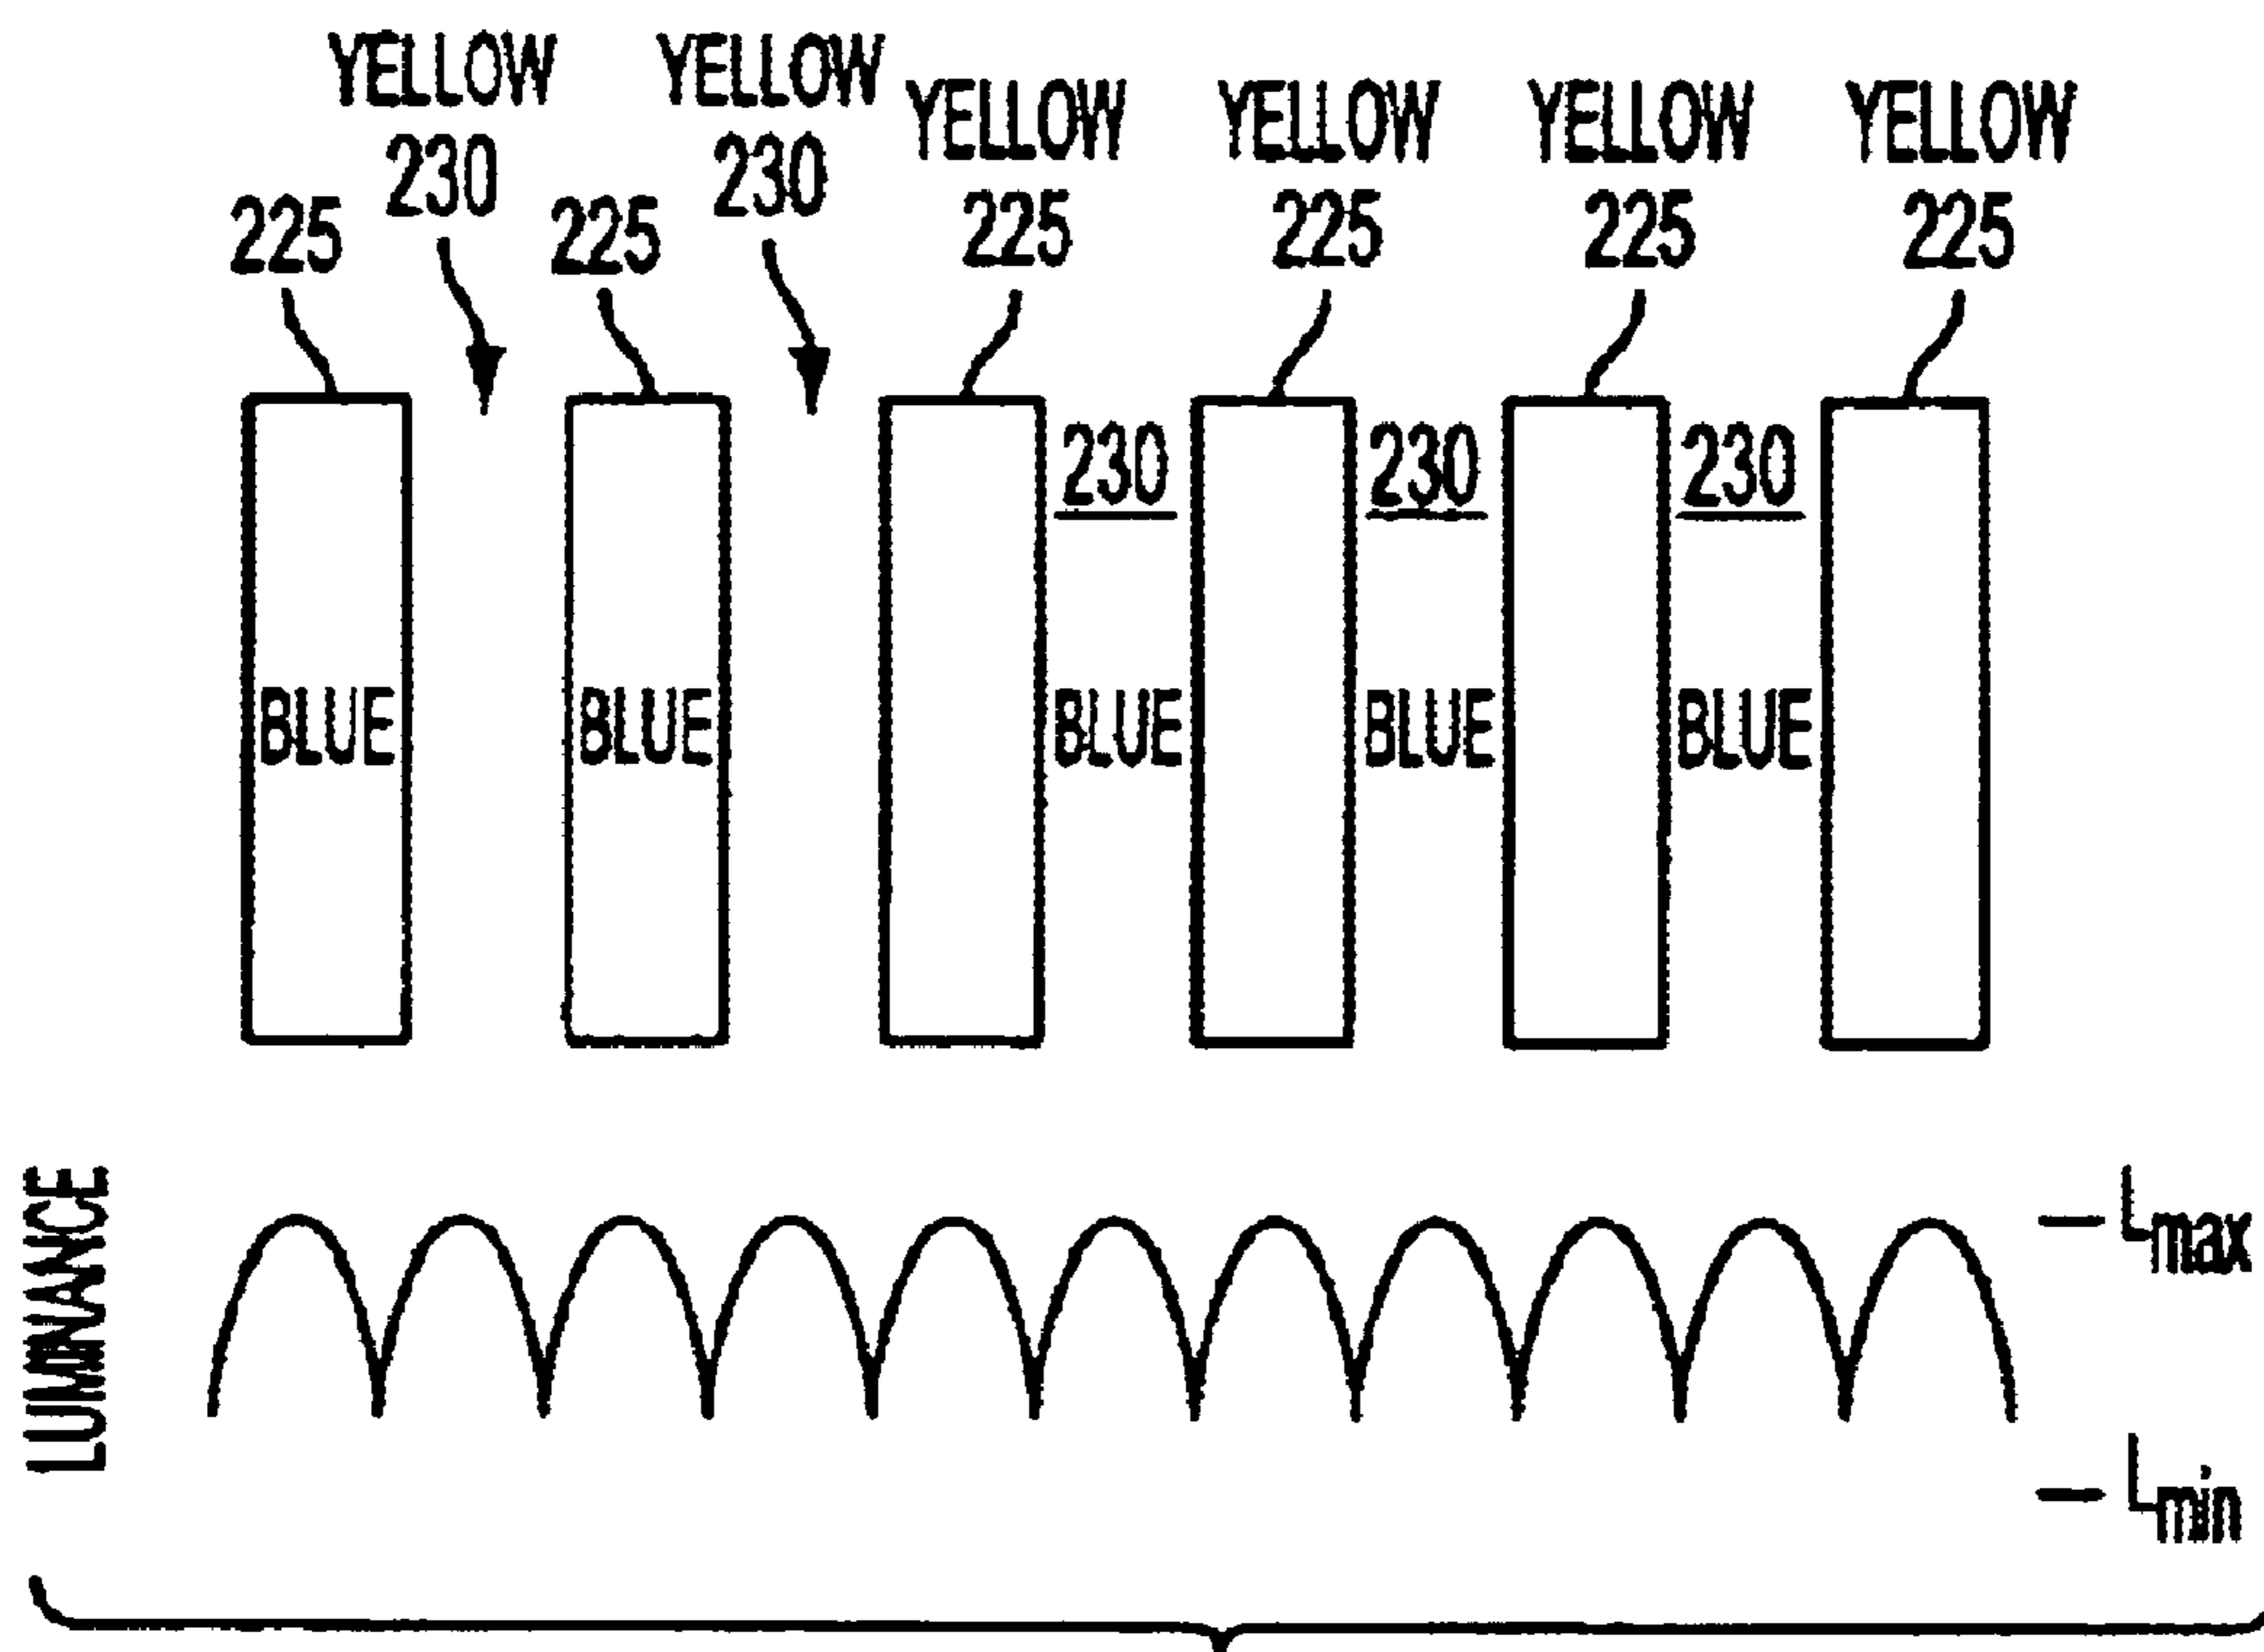 YELLOW YELLOW YELLOW YELLOW YELLOW YELLOW
230 230
225 225 225 225 225 225
230 230 230
BLUE BLUE BLUE BLUE BLUE
LUMINANCE
Lmax
Lmin